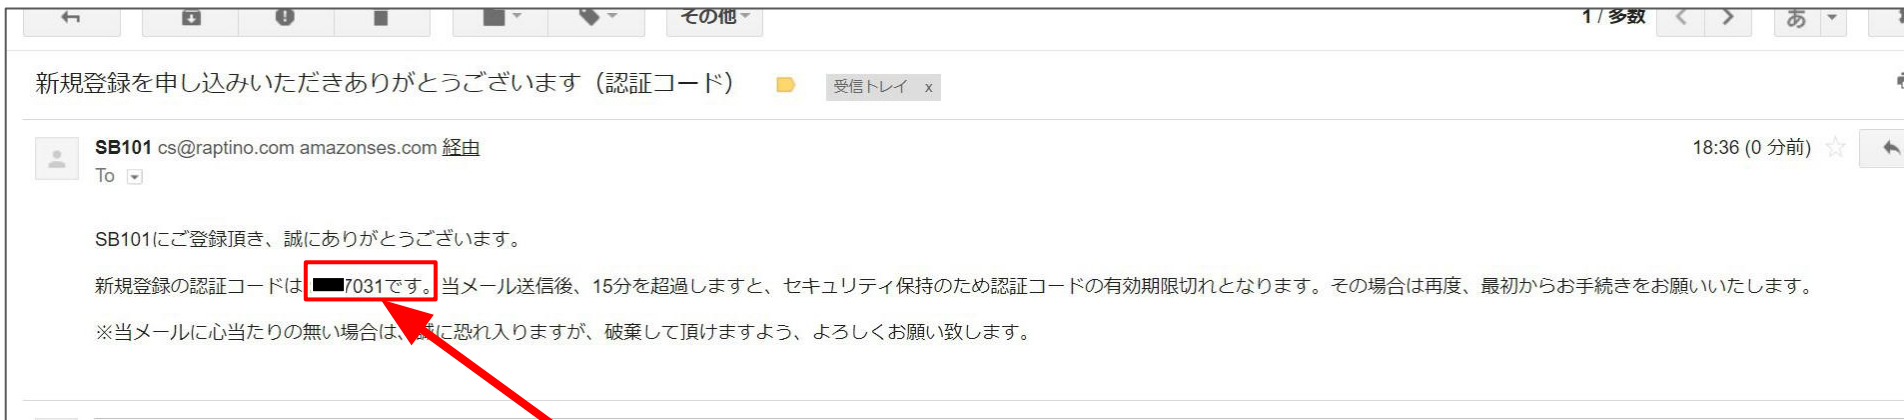 その他
1 / 多数
あ
新規登録を申し込みいただきありがとうございます（認証コード）
受信トレイ x
SB101 cs@raptino.com amazonses.com 経由
18:36 (0 分前)
To
SB101にご登録頂き、誠にありがとうございます。
新規登録の認証コードは 7031です。当メール送信後、15分を超過しますと、セキュリティ保持のため認証コードの有効期限切れとなります。その場合は再度、最初からお手続きをお願いいたします。
※当メールに心当たりの無い場合は、誠に恐れ入りますが、破棄して頂けますよう、よろしくお願い致します。